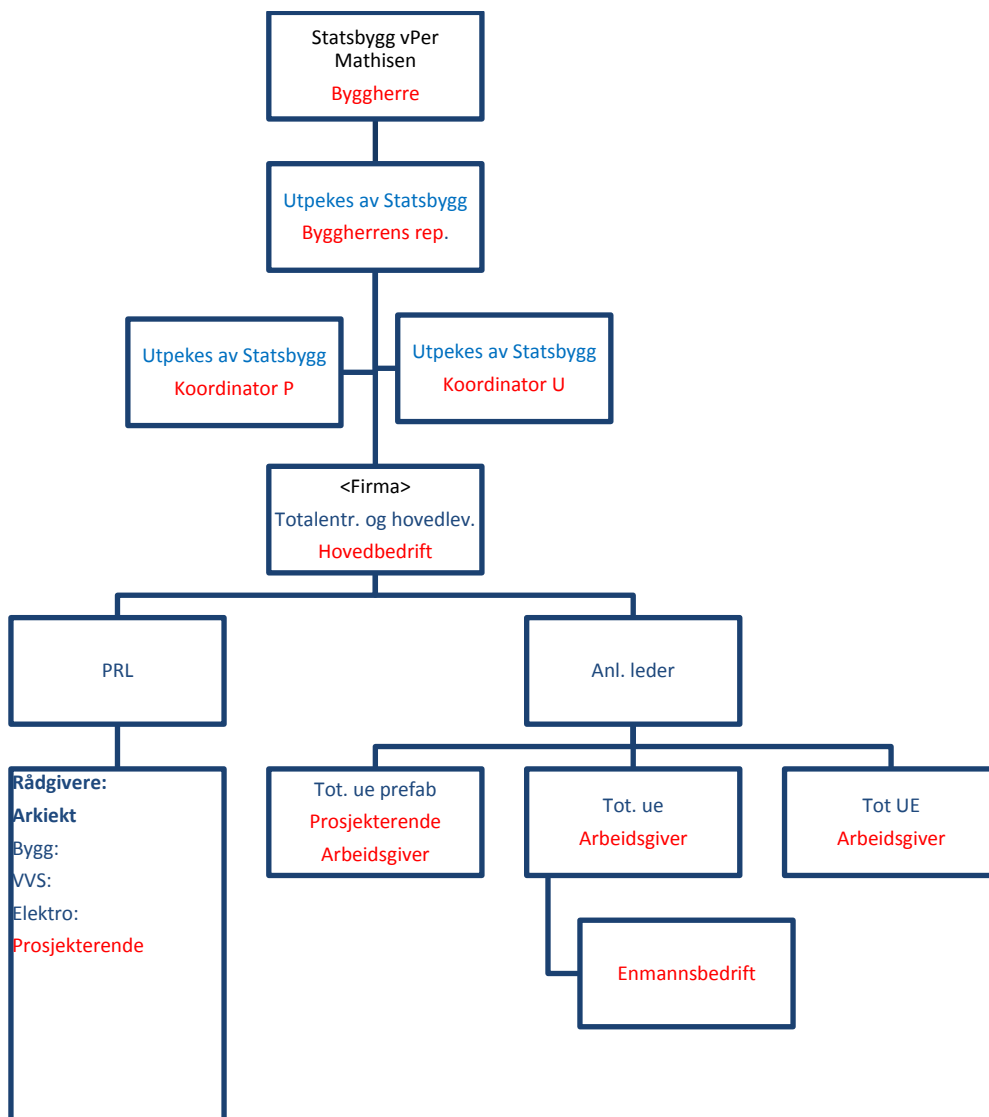 Statsbygg vPer
Mathisen
Byggherre
Utpekes av Statsbygg
Byggherrens rep.
Utpekes av Statsbygg
Koordinator P
Utpekes av Statsbygg
Koordinator U
<Firma>
Totalentr. og hovedlev.
Hovedbedrift
PRL
Anl. leder
Rådgivere:
Arkiekt
Bygg:
VVS:
Elektro:
Prosjekterende
Tot. ue prefab
Prosjekterende
Arbeidsgiver
Tot. ue
Arbeidsgiver
Tot UE
Arbeidsgiver
Enmannsbedrift